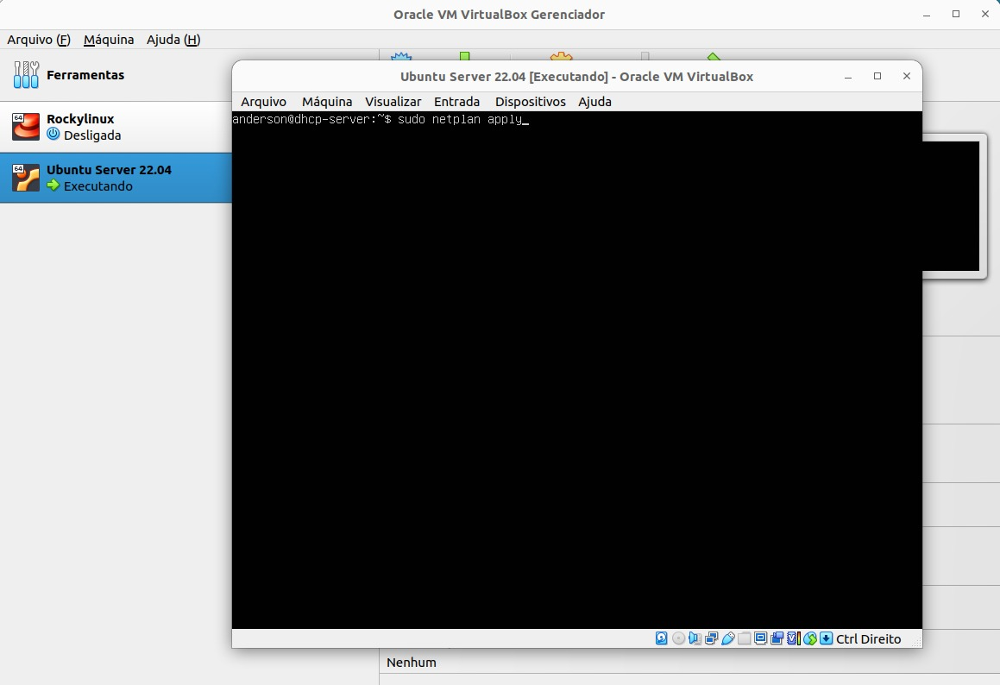 Oracle VM VirtualBox Gerenciador
Arquivo (F) Máquina Ajuda (H)
Ferramentas
64
Rockylinux
Desligada
64
Ubuntu Server 22.04
Executando
Ubuntu Server 22.04 [Executando] - Oracle VM VirtualBox
Arquivo Máquina Visualizar Entrada Dispositivos Ajuda
anderson@dhcp-server:~$ sudo netplan apply_
Ctrl Direito
Nenhum